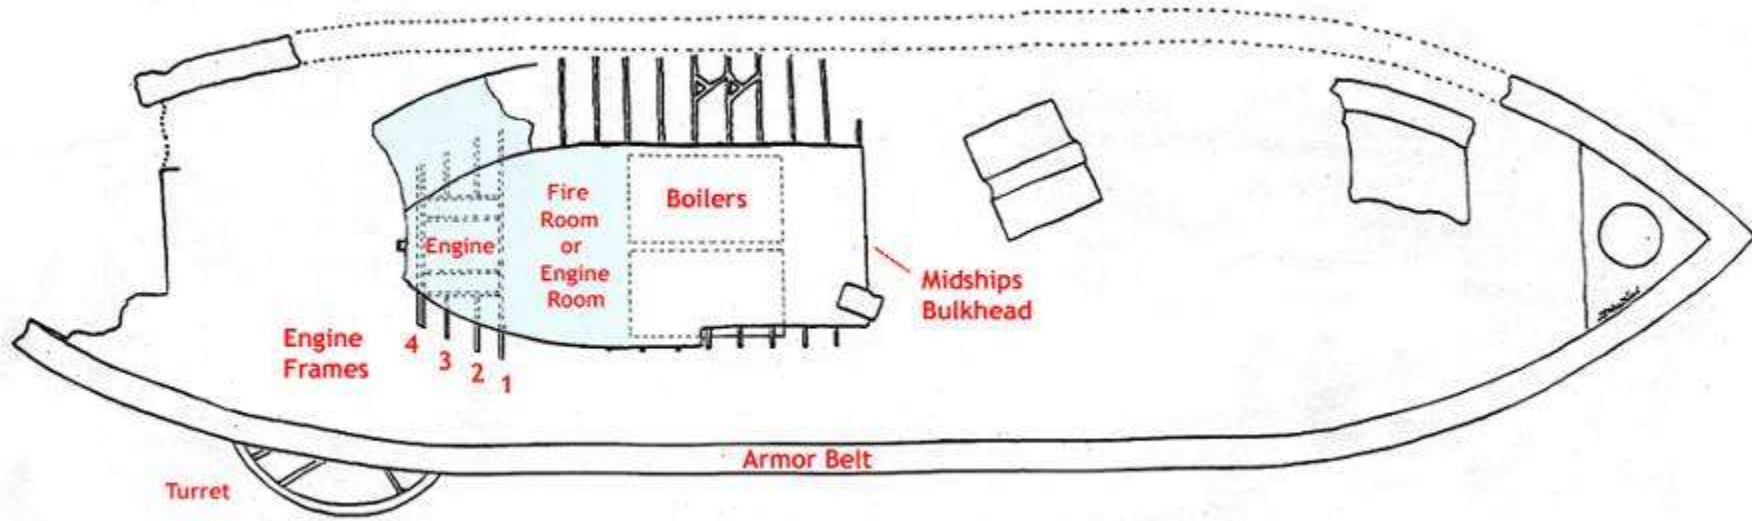 Fire
Room
or
Engine
Room
Boilers
Engine
Midships
Bulkhead
Engine
Frames
4
3
2
1
Armor Belt
Turret